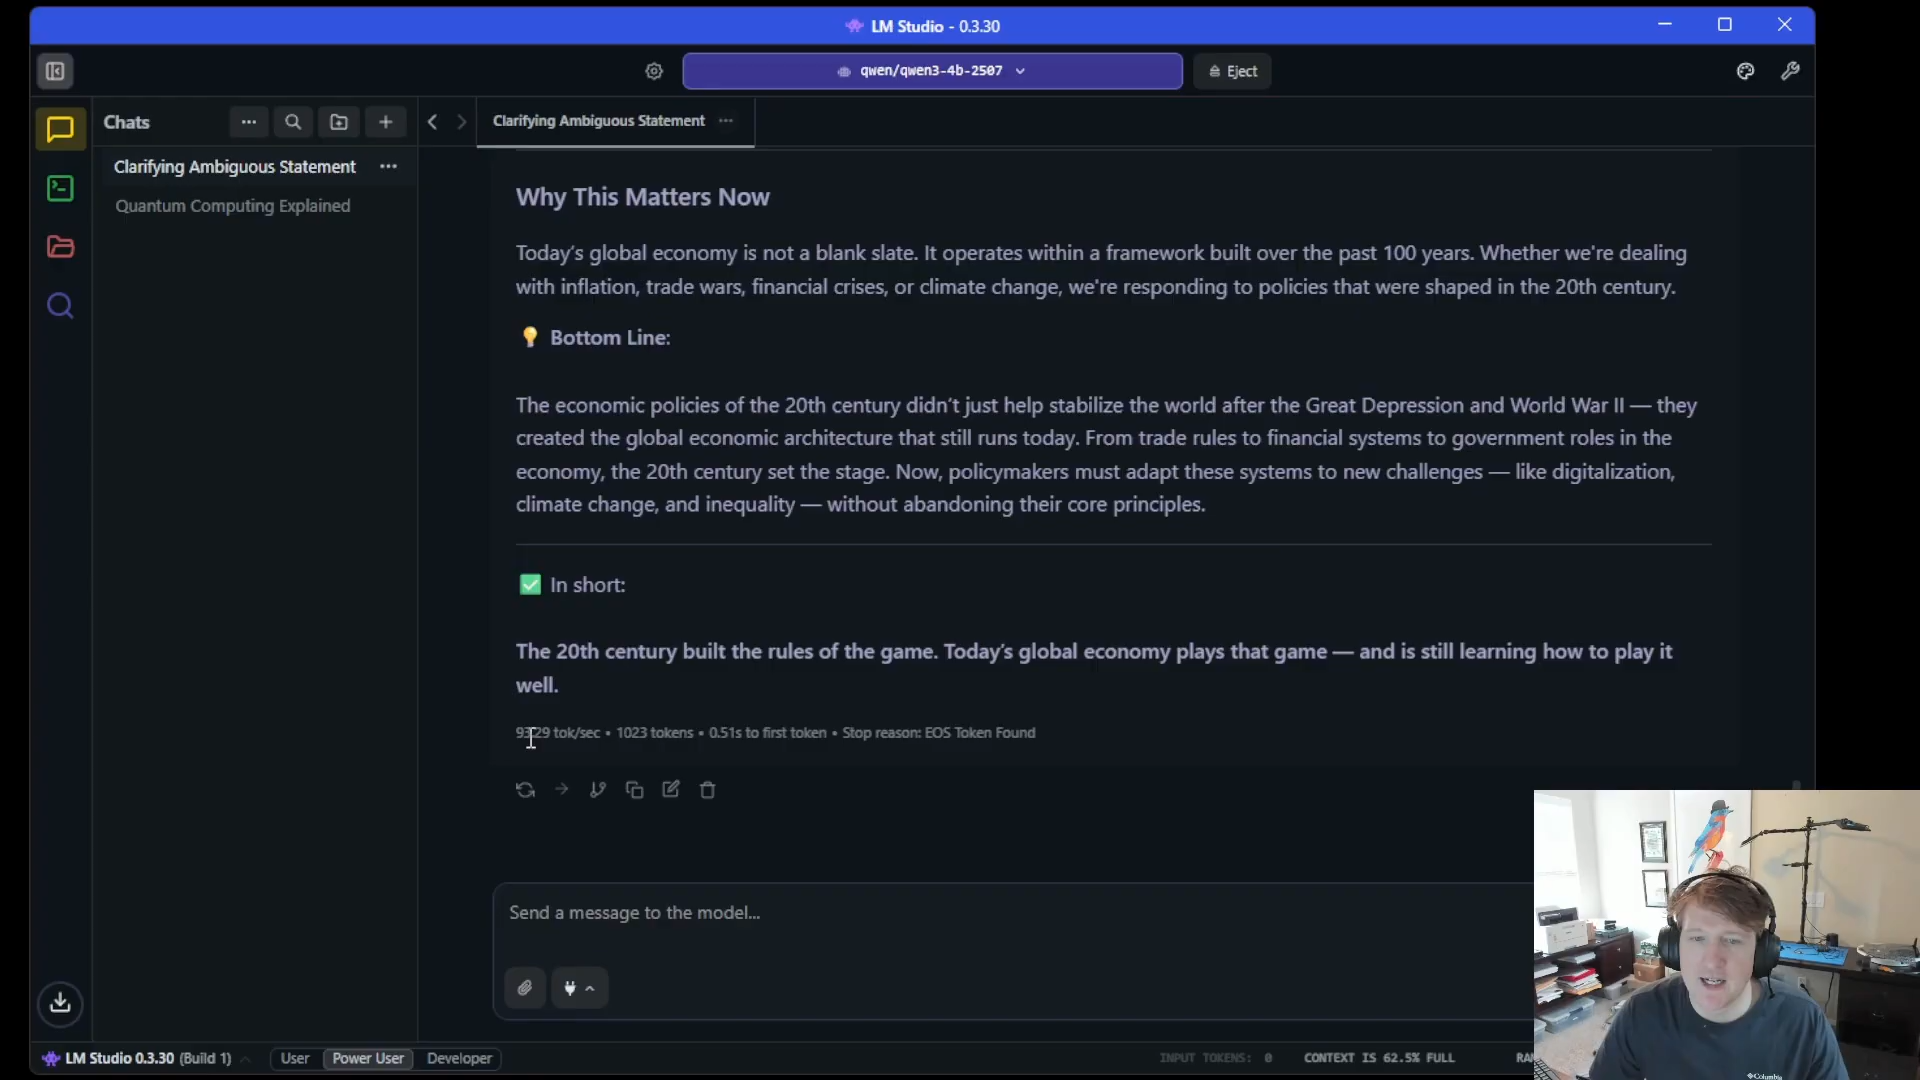 LM Studio - 0.3.30
qwen/qwen3-4b-2507
Eject
Chats
Clarifying Ambiguous Statement
Clarifying Ambiguous Statement
Quantum Computing Explained
Why This Matters Now
Today's global economy is not a blank slate. It operates within a framework built over the past 100 years. Whether we're dealing
with inflation, trade wars, financial crises, or climate change, we're responding to policies that were shaped in the 20th century.
💡 Bottom Line:
The economic policies of the 20th century didn't just help stabilize the world after the Great Depression and World War II — they
created the global economic architecture that still runs today. From trade rules to financial systems to government roles in the
economy, the 20th century set the stage. Now, policymakers must adapt these systems to new challenges — like digitalization,
climate change, and inequality — without abandoning their core principles.
✅ In short:
The 20th century built the rules of the game. Today's global economy plays that game — and is still learning how to play it
well.
tok/sec • 1023 tokens • 0.51s to first token • Stop reason: EOS Token Found
Send a message to the model...
LM Studio 0.3.30 (Build 1)
User
Power User
Developer
INPUT TOKENS: 0
CONTEXT IS 62.5% FULL
Columbia